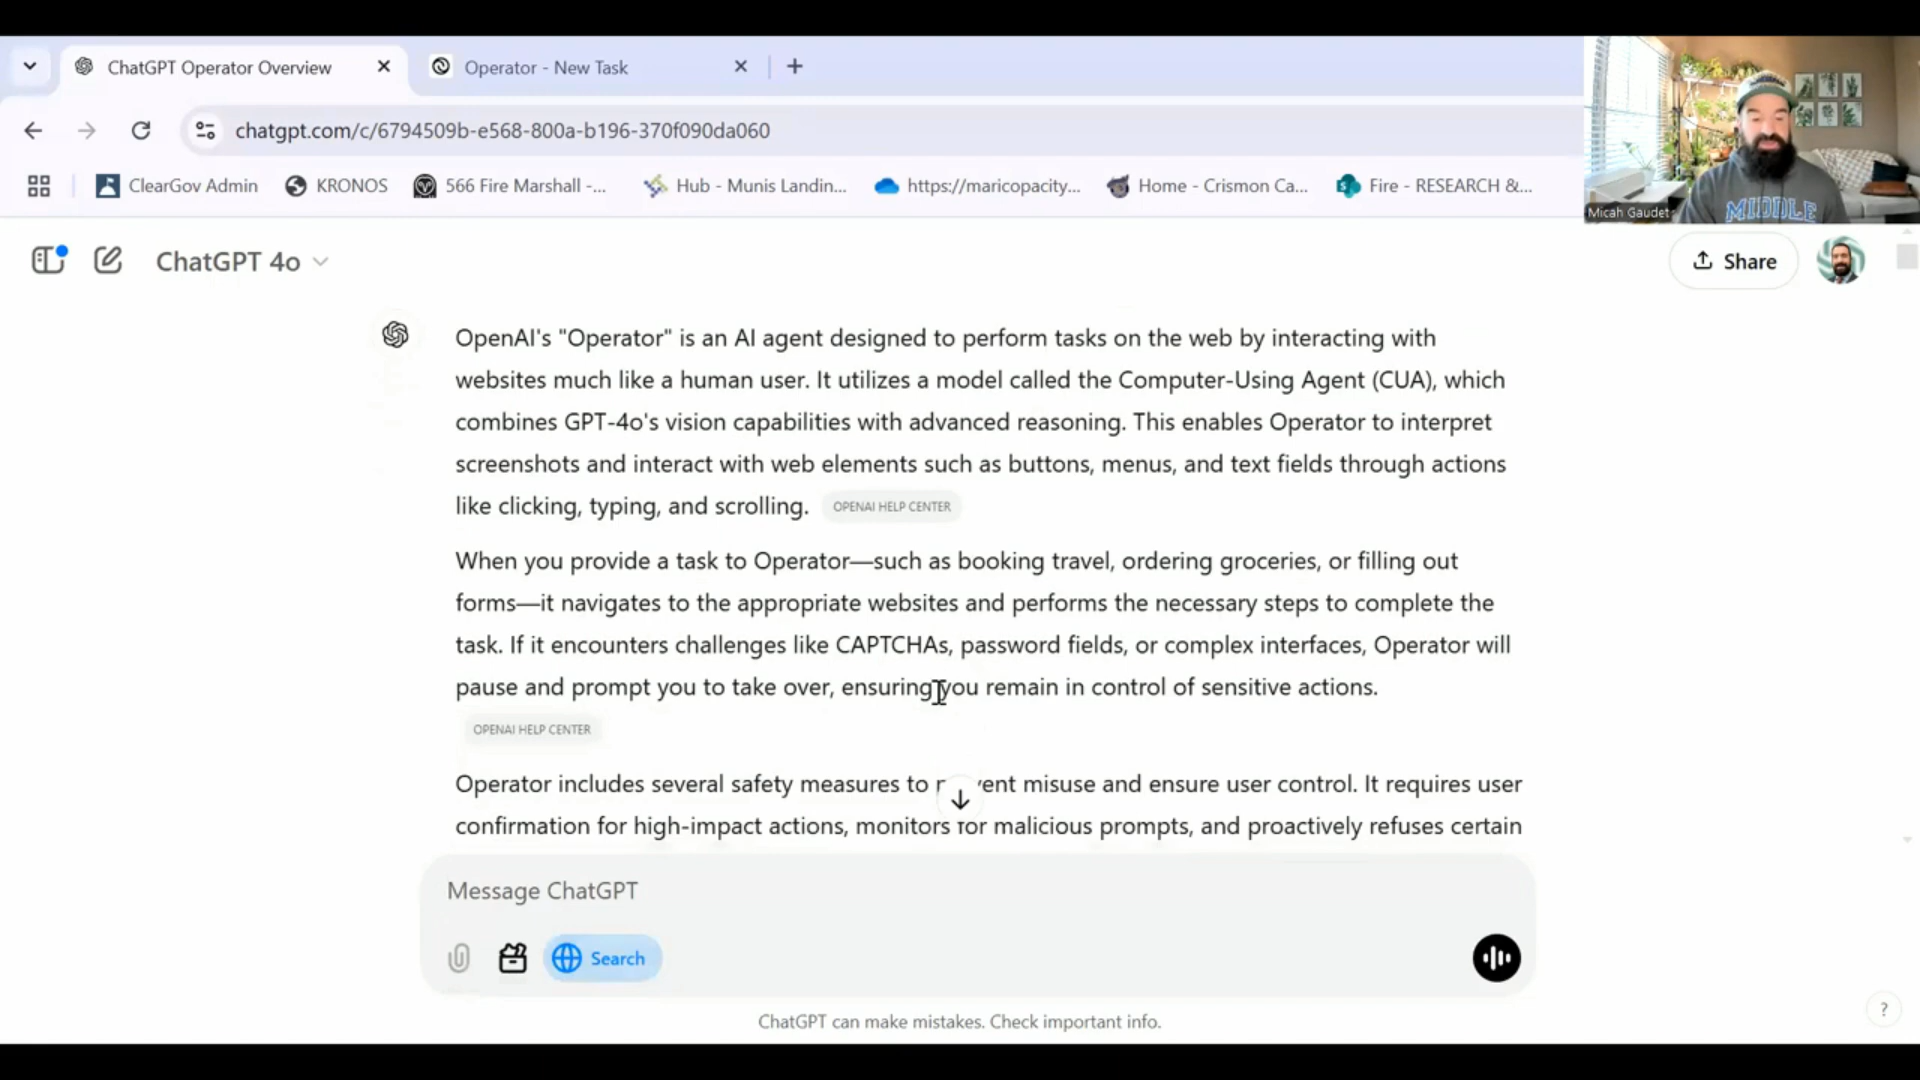 ChatGPT Operator Overview
Operator - New Task
chatgpt.com/c/6794509b-e568-800a-b196-370f090da060
ClearGov Admin
KRONOS
566 Fire Marshall -...
Hub - Munis Landin...
https://maricopacity...
Home - Crismon Ca...
Fire - RESEARCH &...
MIDDLE
Micah Gaudet
ChatGPT 4o
Share
OpenAI's "Operator" is an AI agent designed to perform tasks on the web by interacting with
websites much like a human user. It utilizes a model called the Computer-Using Agent (CUA), which
combines GPT-4o's vision capabilities with advanced reasoning. This enables Operator to interpret
screenshots and interact with web elements such as buttons, menus, and text fields through actions
like clicking, typing, and scrolling. OPENAI HELP CENTER
When you provide a task to Operator—such as booking travel, ordering groceries, or filling out
forms—it navigates to the appropriate websites and performs the necessary steps to complete the
task. If it encounters challenges like CAPTCHAs, password fields, or complex interfaces, Operator will
pause and prompt you to take over, ensuring you remain in control of sensitive actions.
OPENAI HELP CENTER
Operator includes several safety measures to prevent misuse and ensure user control. It requires user
confirmation for high-impact actions, monitors for malicious prompts, and proactively refuses certain
Message ChatGPT
Search
ChatGPT can make mistakes. Check important info.
?